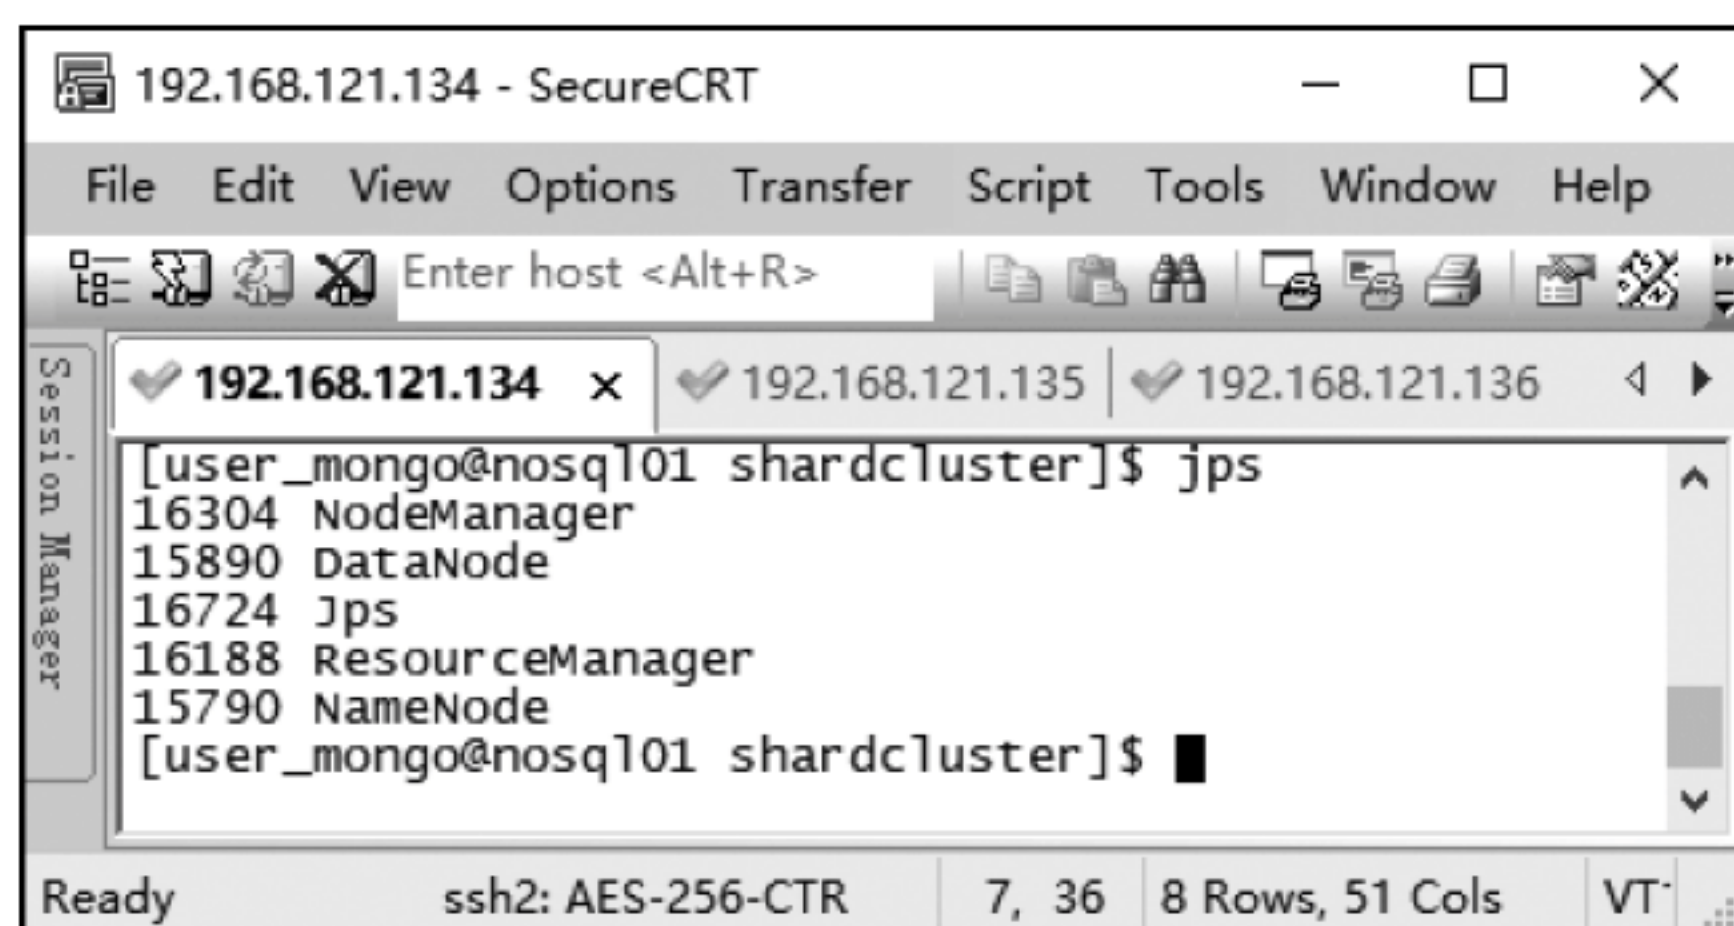 192.168.121.134 - SecureCRT
File Edit View Options Transfer Script Tools Window Help
Enter host <Alt+R>
Session Manager
192.168.121.134 x 192.168.121.135 192.168.121.136
[user_mongo@nosql01 shardcluster]$ jps
16304 NodeManager
15890 DataNode
16724 Jps
16188 ResourceManager
15790 NameNode
[user_mongo@nosql01 shardcluster]$
Ready ssh2: AES-256-CTR 7, 36 8 Rows, 51 Cols VT